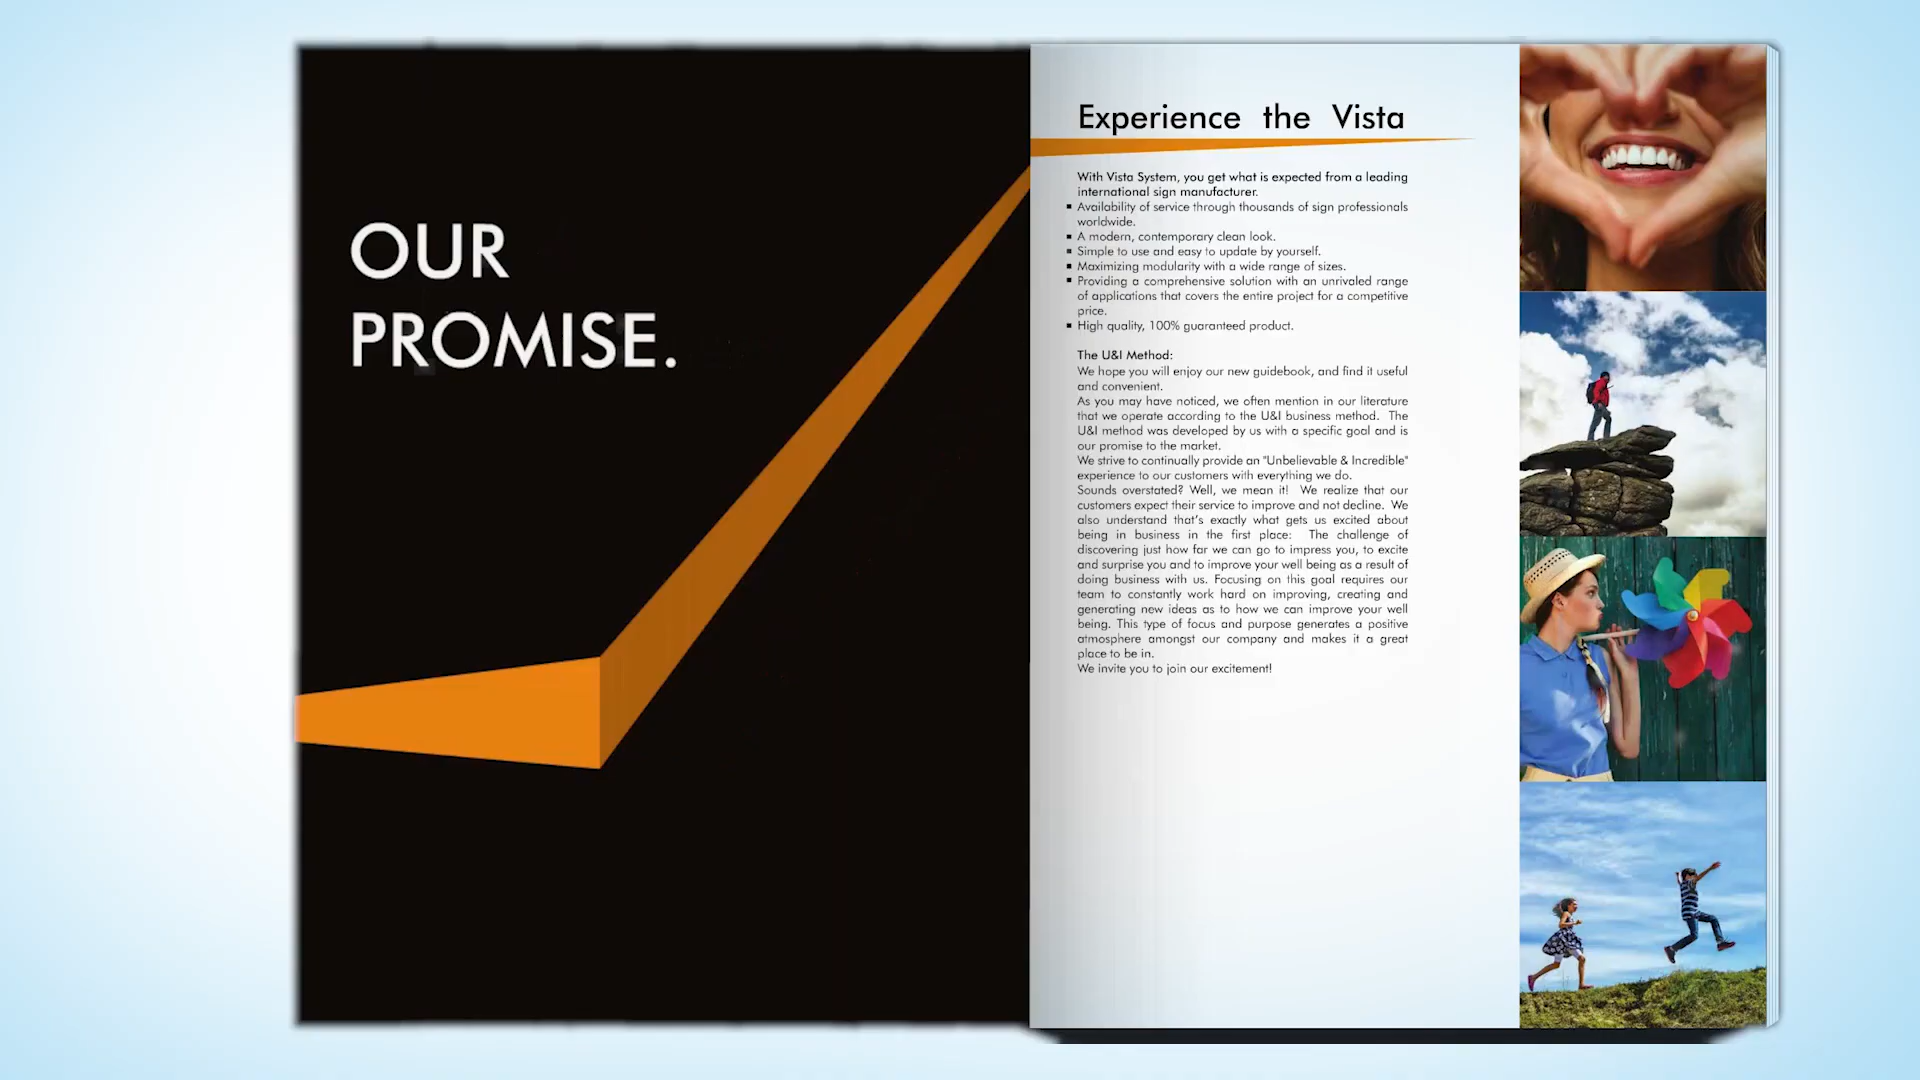 OUR
PROMISE.
Experience the Vista
With Vista System, you get what is expected from a leading
international sign manufacturer.
▪ Availability of service through thousands of sign professionals
worldwide.
▪ A modern, contemporary clean look.
▪ Simple to use and easy to update by yourself.
▪ Maximizing modularity with a wide range of sizes.
▪ Providing a comprehensive solution with an unrivaled range
of applications that covers the entire project for a competitive
price.
▪ High quality, 100% guaranteed product.
The U&I Method:
We hope you will enjoy our new guidebook, and find it useful
and convenient.
As you may have noticed, we often mention in our literature
that we operate according to the U&I business method. The
U&I method was developed by us with a specific goal and is
our promise to the market.
We strive to continually provide an "Unbelievable & Incredible"
experience to our customers with everything we do.
Sounds overstated? Well, we mean it! We realize that our
customers expect their service to improve and not decline. We
also understand that's exactly what gets us excited about
being in business in the first place: The challenge of
discovering just how far we can go to impress you, to excite
and surprise you and to improve your well being as a result of
doing business with us. Focusing on this goal requires our
team to constantly work hard on improving, creating and
generating new ideas as to how we can improve your well
being. This type of focus and purpose generates a positive
atmosphere amongst our company and makes it a great
place to be in.
We invite you to join our excitement!